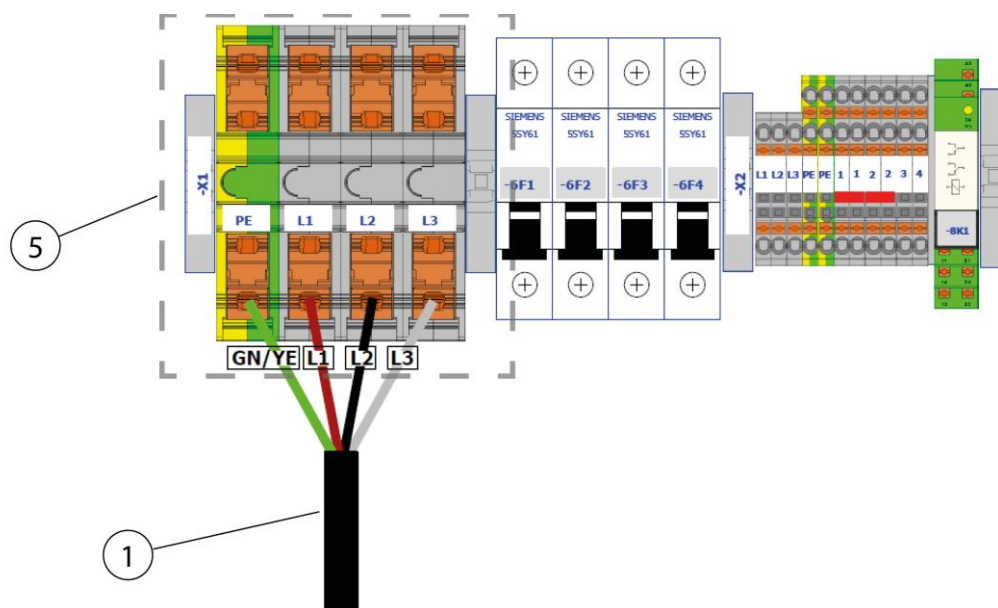 -X1
PE
L1
L2
L3
GN/YE
L1
L2
L3
5
1
SIEMENS
5SY61
-6F1
SIEMENS
5SY61
-6F2
SIEMENS
5SY61
-6F3
SIEMENS
5SY61
-6F4
-X2
L1 L2 L3 PE PE 1 1 2 2 3 4
-8K1